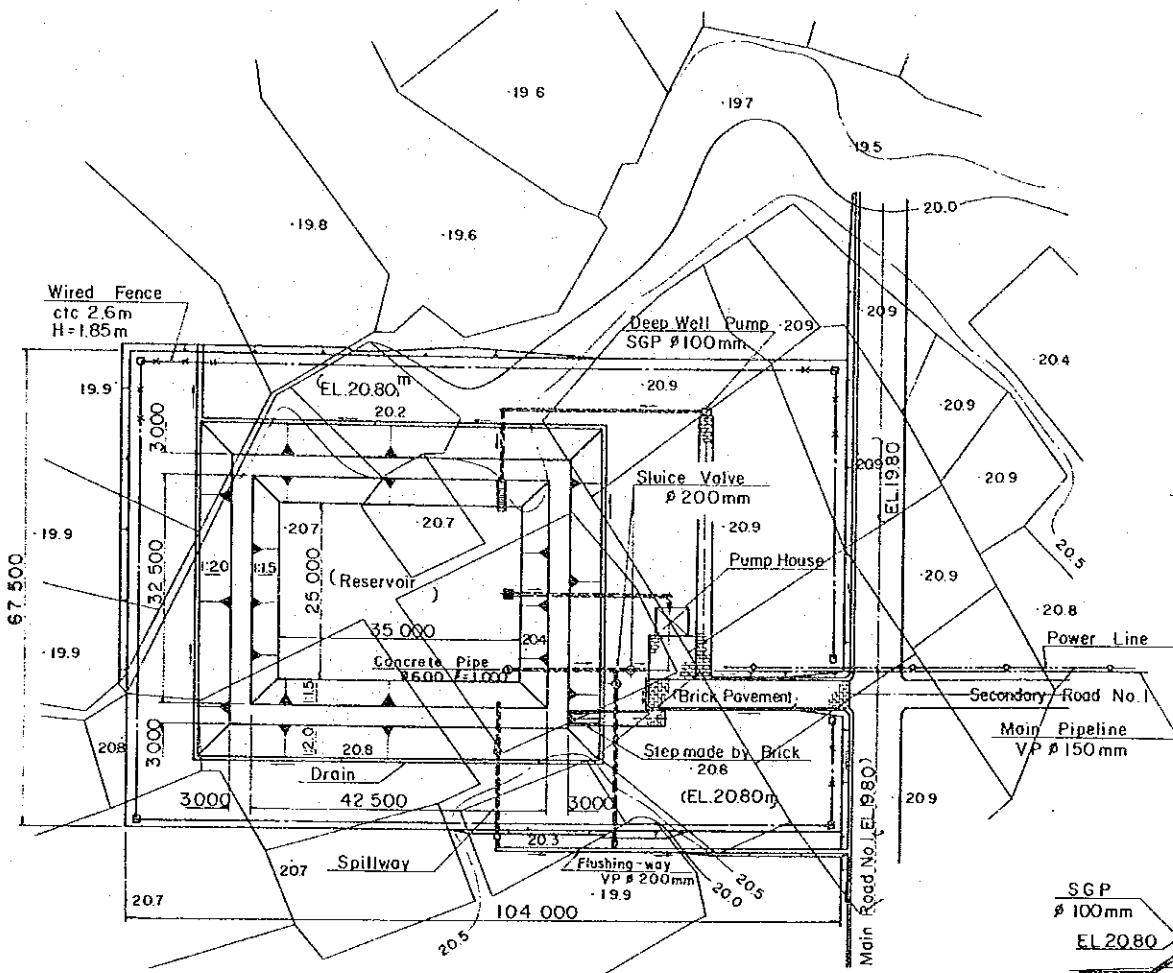 ·19 6
·19.7
·19.5
20.0
·19.8
·19.6
Wired Fence
ctc 2.6m
H=1.85m
Deep Well Pump
SGP ø100mm
·20.9
·20.9
·20.4
19.9
(EL.20.80)m
20.2
·20.9
·20.9
3 000
Sluice Valve
ø 200mm
·20.9
(EL 19.80)
·20.9
20.5
·19.9
·20.7
·20.7
·20.9
Pump House
·20.9
1:2.0
1:1.5
(Reservoir)
67 500
32 500
25 000
35 000
·20.8
20.4
·19.9
Power Line
Concrete Pipe
(Brick Pavement)
Secondary Road No.1
Main Pipeline
VP ø 150mm
1:1.5
1:2.0
20.8
3 000
20.8
Step made by Brick
·20.8
Drain
3 000
42 500
3 000
(EL.20.80m)
·20.9
Main Road No.1 (EL 19.80)
20.3
Spillway
Flushing-way
VP ø 200mm
·20.7
·19.9
20.5
20.0
20.7
104 000
20.5
SGP
ø 100mm
EL 20.80